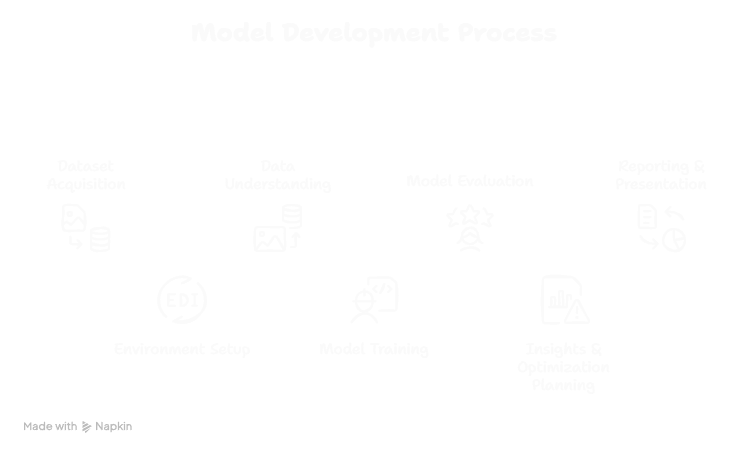 Model Development Process
Dataset
Acquisition
Data
Understanding
Model Evaluation
Reporting &
Presentation
EQI
Environment Setup
Model Training
Insights &
Optimization
Planning
Made with Napkin